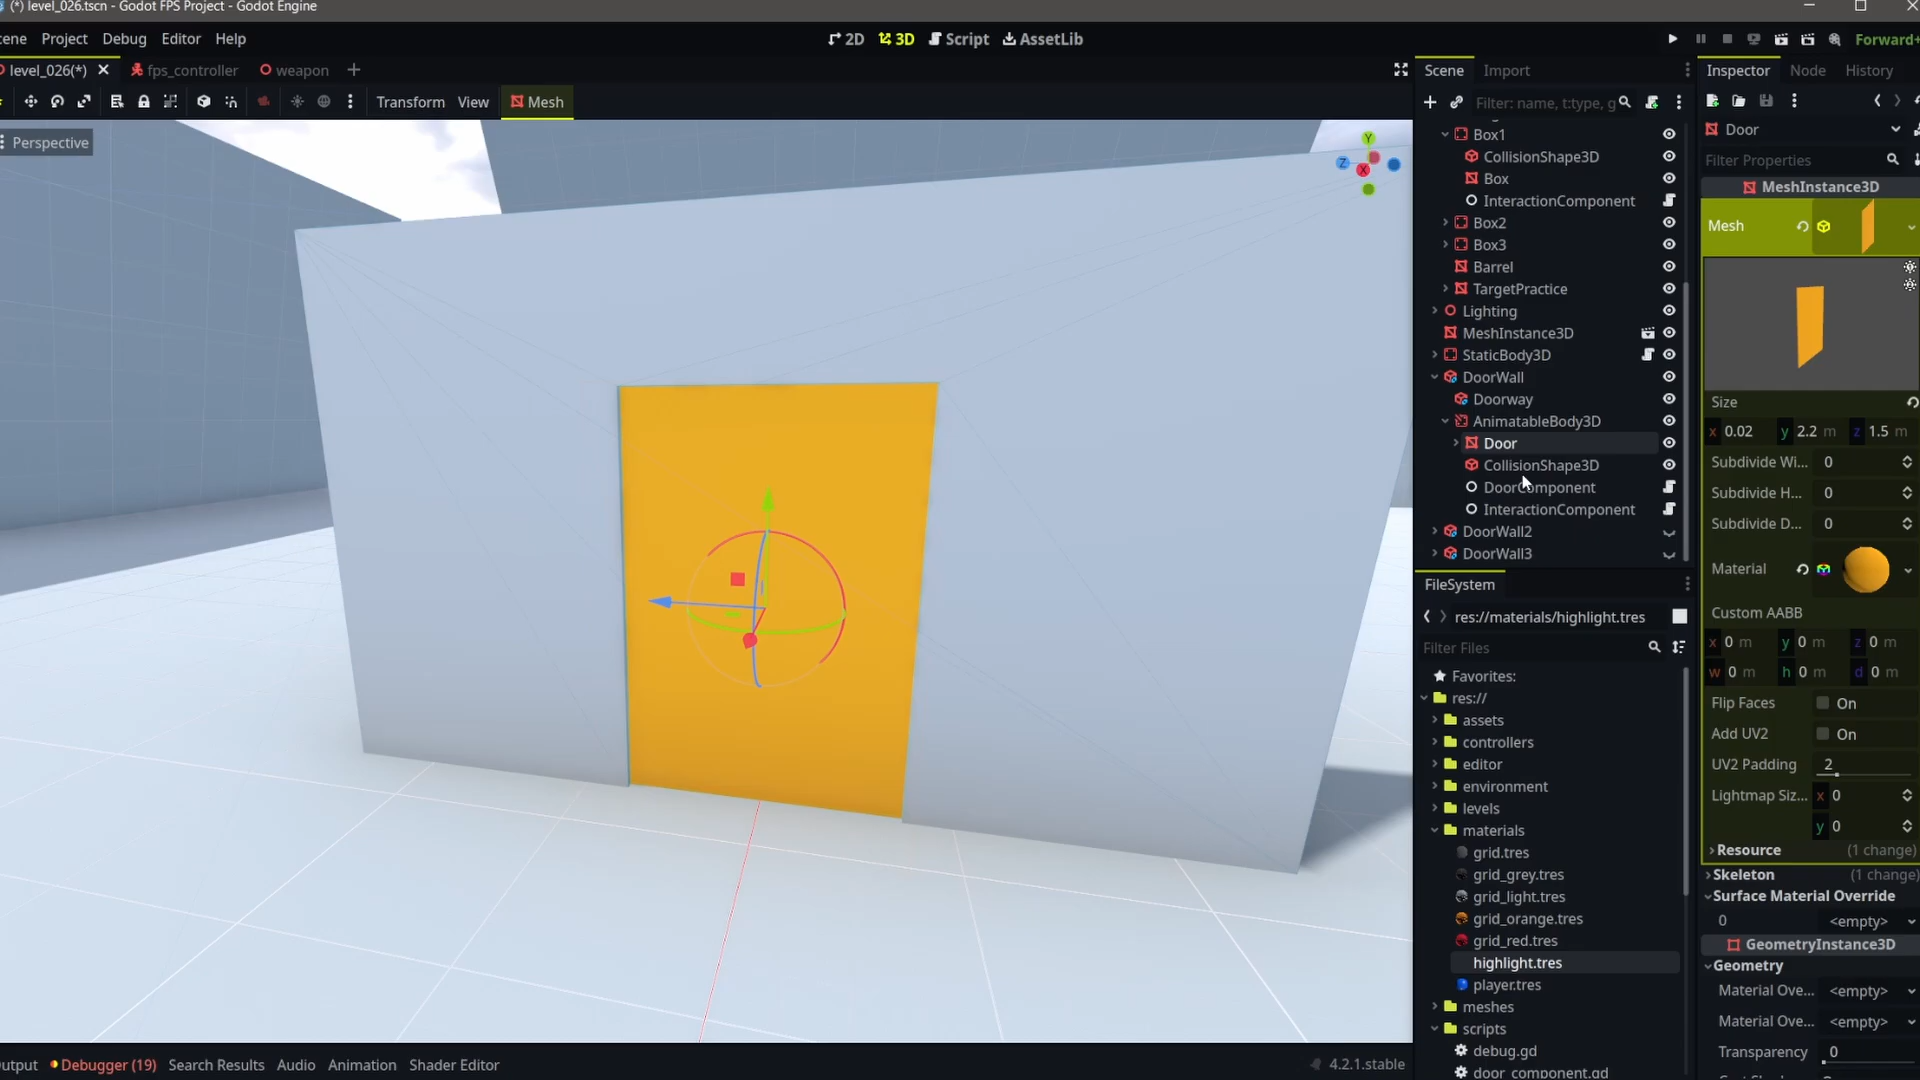 (*) level_026.tscn - Godot FPS Project - Godot Engine
cene Project Debug Editor Help
2D 3D Script AssetLib
Forward+
level_026(*) fps_controller weapon
Transform View Mesh
Perspective
Y
Z
X
Scene Import
Filter: name, t:type, g
Box1
CollisionShape3D
Box
InteractionComponent
Box2
Box3
Barrel
TargetPractice
Lighting
MeshInstance3D
StaticBody3D
DoorWall
Doorway
AnimatableBody3D
Door
CollisionShape3D
DoorComponent
InteractionComponent
DoorWall2
DoorWall3
FileSystem
res://materials/highlight.tres
Filter Files
Favorites:
res://
assets
controllers
editor
environment
levels
materials
grid.tres
grid_grey.tres
grid_light.tres
grid_orange.tres
grid_red.tres
highlight.tres
player.tres
meshes
scripts
debug.gd
door_component.gd
Inspector Node History
Door
Filter Properties
MeshInstance3D
Mesh
Size
x 0.02 y 2.2 m z 1.5 m
Subdivide Wi... 0
Subdivide H... 0
Subdivide D... 0
Material
Custom AABB
x 0 m y 0 m z 0 m
w 0 m h 0 m d 0 m
Flip Faces On
Add UV2 On
UV2 Padding 2
Lightmap Siz... x 0
y 0
Resource (1 change)
Skeleton (1 change)
Surface Material Override
0 <empty>
GeometryInstance3D
Geometry
Material Ove... <empty>
Material Ove... <empty>
Transparency 0
utput Debugger (19) Search Results Audio Animation Shader Editor
4.2.1.stable